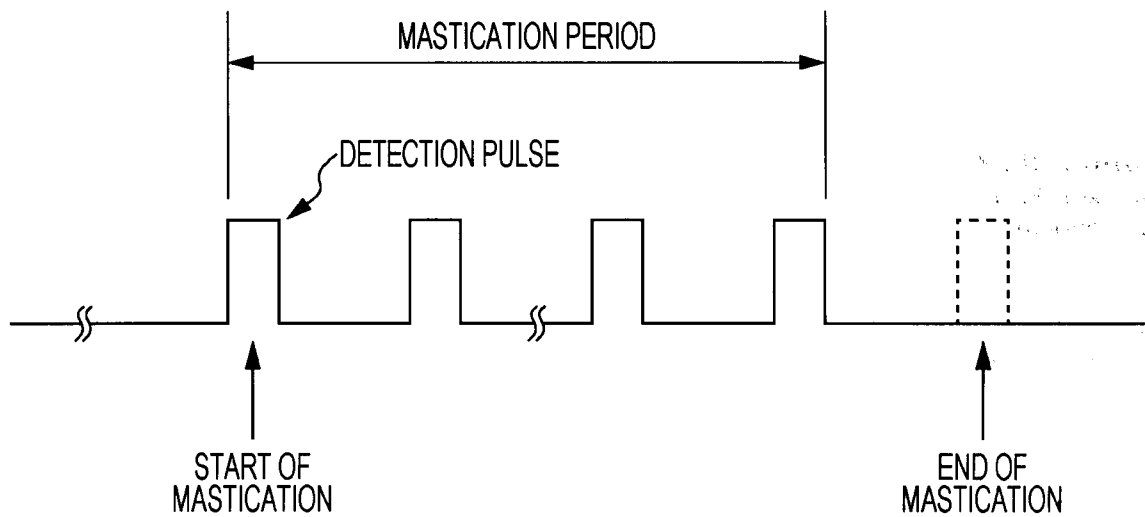 MASTICATION PERIOD
DETECTION PULSE
START OF
MASTICATION
END OF
MASTICATION